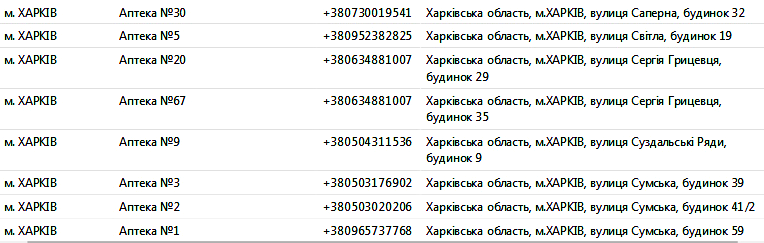 м. ХАРКІВ Аптека №30 +380730019541 Харківська область, м.ХАРКІВ, вулиця Саперна, будинок 32
м. ХАРКІВ Аптека №5 +380952382825 Харківська область, м.ХАРКІВ, вулиця Світла, будинок 19
м. ХАРКІВ Аптека №20 +380634881007 Харківська область, м.ХАРКІВ, вулиця Сергія Грицевця,
будинок 29
м. ХАРКІВ Аптека №67 +380634881007 Харківська область, м.ХАРКІВ, вулиця Сергія Грицевця,
будинок 35
м. ХАРКІВ Аптека №9 +380504311536 Харківська область, м.ХАРКІВ, вулиця Суздальські Ряди,
будинок 9
м. ХАРКІВ Аптека №3 +380503176902 Харківська область, м.ХАРКІВ, вулиця Сумська, будинок 39
м. ХАРКІВ Аптека №2 +380503020206 Харківська область, м.ХАРКІВ, вулиця Сумська, будинок 41/2
м. ХАРКІВ Аптека №1 +380965737768 Харківська область, м.ХАРКІВ, вулиця Сумська, будинок 59